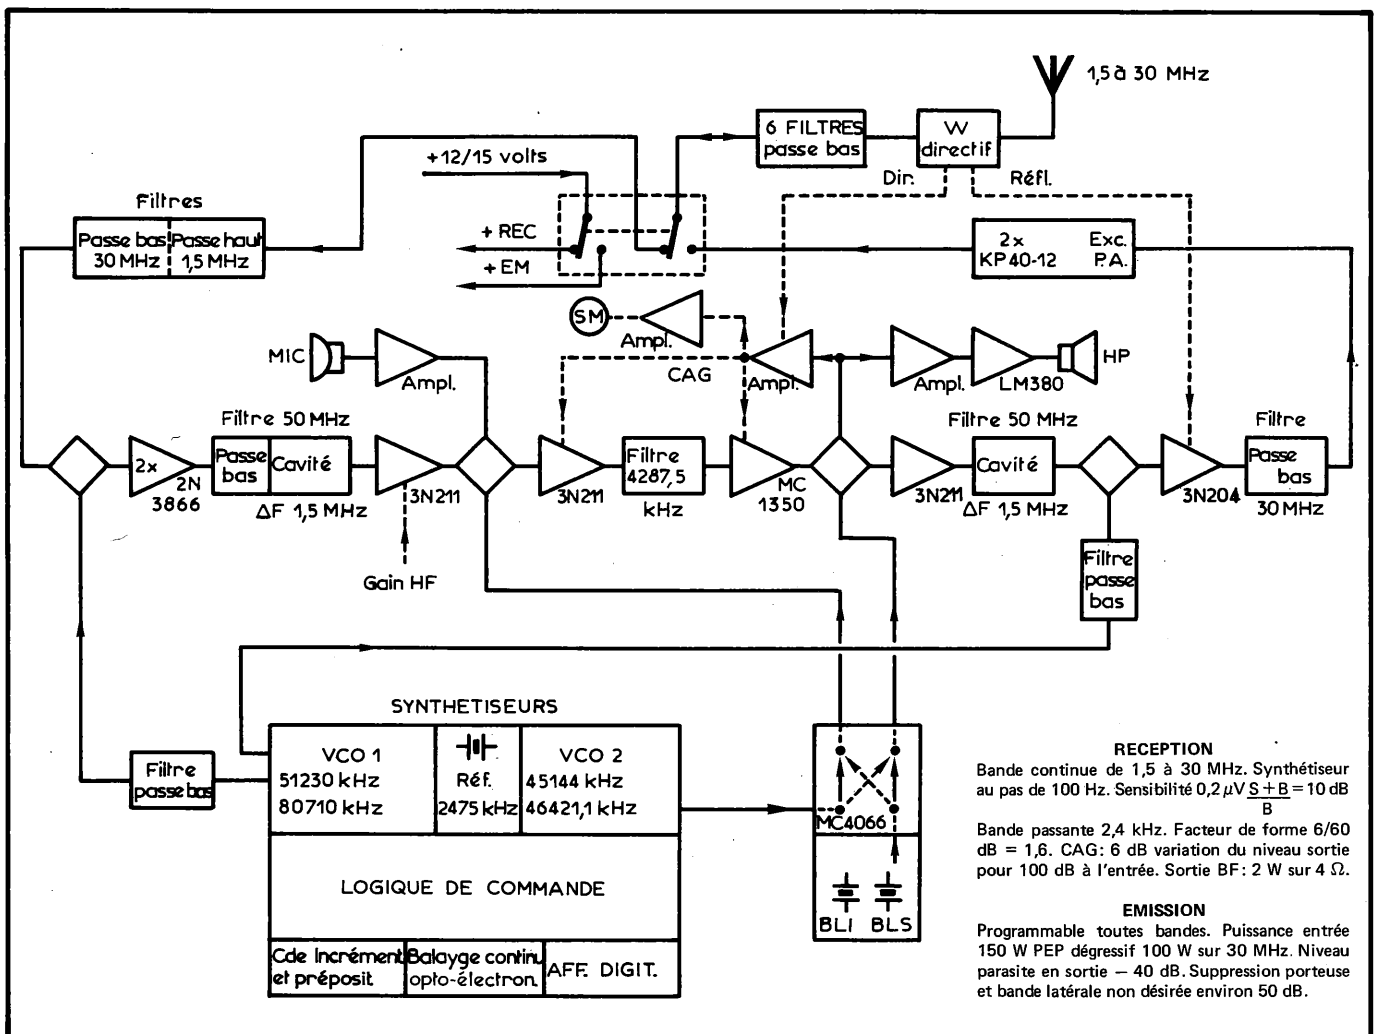 1,5 à 30 MHz
6 FILTRES
passe bas
W
directif
+12/15 volts
Dir.
Réfl.
Filtres
Passe bas
30 MHz
Passe haut
1,5 MHz
+ REC
+ EM
2x
KP40-12
Exc.
P.A.
SM
Ampl.
MIC
Ampl.
CAG
Ampl.
Ampl.
LM380
HP
Filtre 50 MHz
Filtre 50 MHz
Filtre
2x
2N
3866
Passe
bas
Cavité
ΔF 1,5 MHz
3N211
3N211
Filtre
4287,5
kHz
MC
1350
3N211
Cavité
ΔF 1,5 MHz
3N204
Passe
bas
30 MHz
Gain HF
Filtre
passe
bas
SYNTHETISEURS
Filtre
passe bas
VCO 1
51230 kHz
80710 kHz
Réf.
2475 kHz
VCO 2
45144 kHz
46421,1 kHz
MC4066
LOGIQUE DE COMMANDE
BLI BLS
Cde Incrément
et préposit.
Balayge continu
opto-électron.
AFF. DIGIT.
RECEPTION
Bande continue de 1,5 à 30 MHz. Synthétiseur
au pas de 100 Hz. Sensibilité 0,2 μV S + B = 10 dB
B
Bande passante 2,4 kHz. Facteur de forme 6/60
dB = 1,6. CAG: 6 dB variation du niveau sortie
pour 100 dB à l'entrée. Sortie BF: 2 W sur 4 Ω.
EMISSION
Programmable toutes bandes. Puissance entrée
150 W PEP dégressif 100 W sur 30 MHz. Niveau
parasite en sortie — 40 dB. Suppression porteuse
et bande latérale non désirée environ 50 dB.